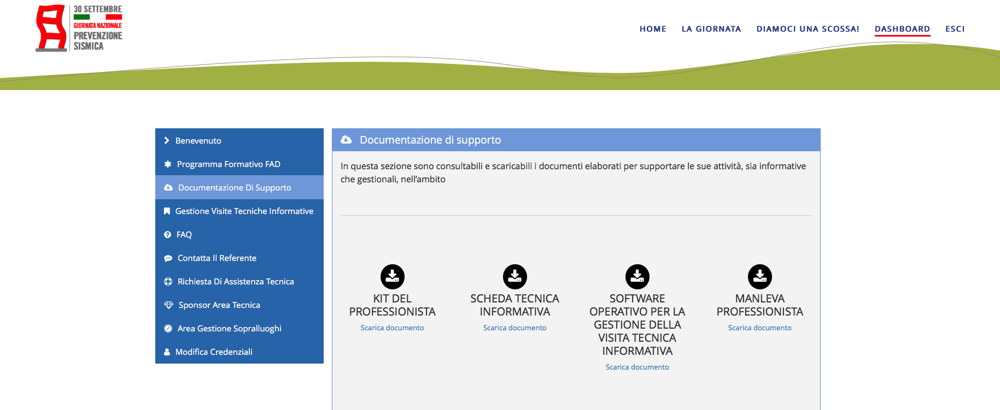 30 SETTEMBRE
GIORNATA NAZIONALE
PREVENZIONE
SISMICA
HOME
LA GIORNATA
DIAMOCI UNA SCOSSA!
DASHBOARD
ESCI
Benevenuto
Programma Formativo FAD
Documentazione Di Supporto
Gestione Visite Tecniche Informative
FAQ
Contatta Il Referente
Richiesta Di Assistenza Tecnica
Sponsor Area Tecnica
Area Gestione Sopralluoghi
Modifica Credenziali
Documentazione di supporto
In questa sezione sono consultabili e scaricabili i documenti elaborati per supportare le sue attività, sia informative
che gestionali, nell’ambito
KIT DEL
PROFESSIONISTA
Scarica documento
SCHEDA TECNICA
INFORMATIVA
Scarica documento
SOFTWARE
OPERATIVO PER LA
GESTIONE DELLA
VISITA TECNICA
INFORMATIVA
Scarica documento
MANLEVA
PROFESSIONISTA
Scarica documento